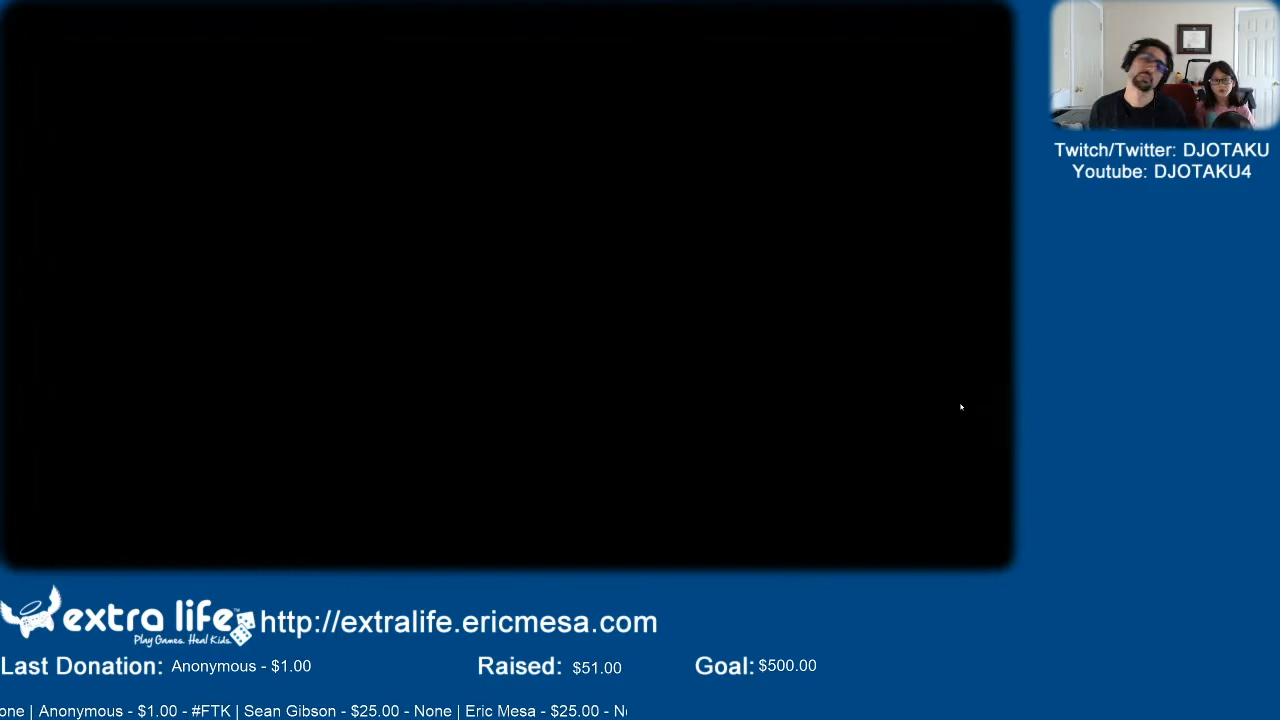 Twitch/Twitter: DJOTAKU
Youtube: DJOTAKU4
extra life
Play Games. Heal Kids.
http://extralife.ericmesa.com
Last Donation: Anonymous - $1.00
Raised: $51.00
Goal: $500.00
one | Anonymous - $1.00 - #FTK | Sean Gibson - $25.00 - None | Eric Mesa - $25.00 -